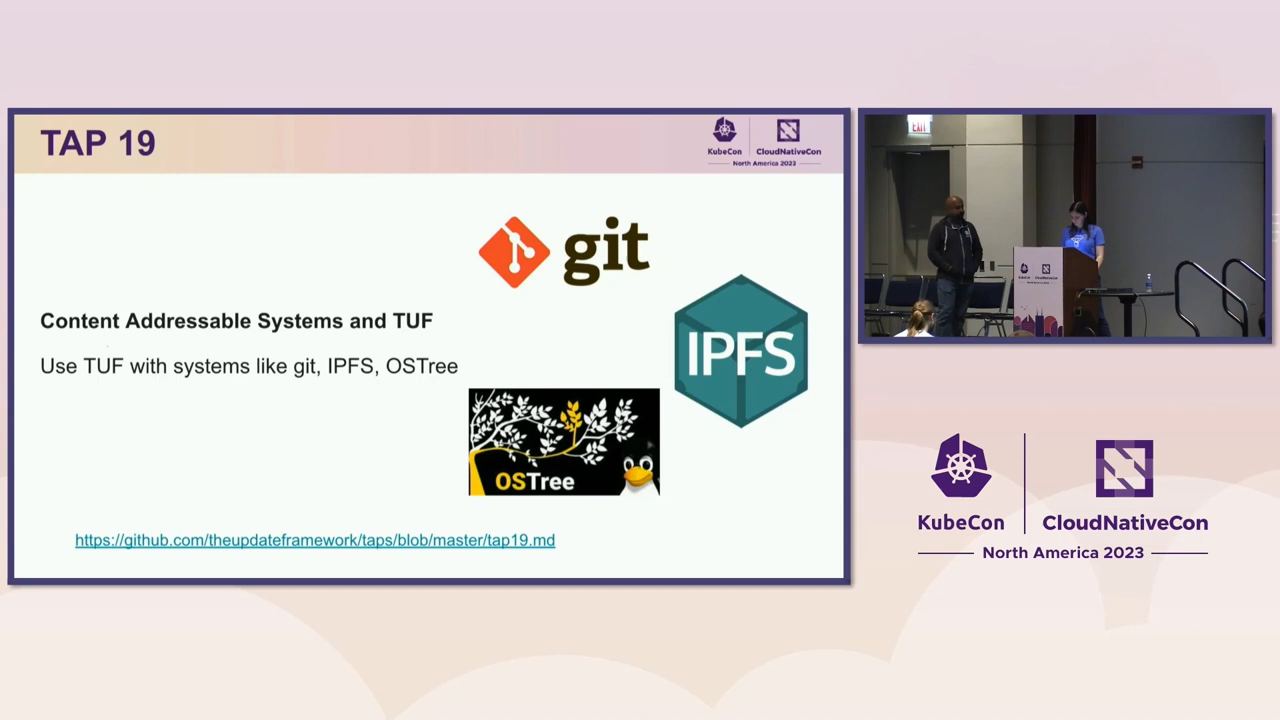 TAP 19
KubeCon
CloudNativeCon
North America 2023
git
Content Addressable Systems and TUF
Use TUF with systems like git, IPFS, OSTree
IPFS
OSTree
https://github.com/theupdateframework/taps/blob/master/tap19.md
EXIT
KubeCon
CloudNativeCon
North America 2023